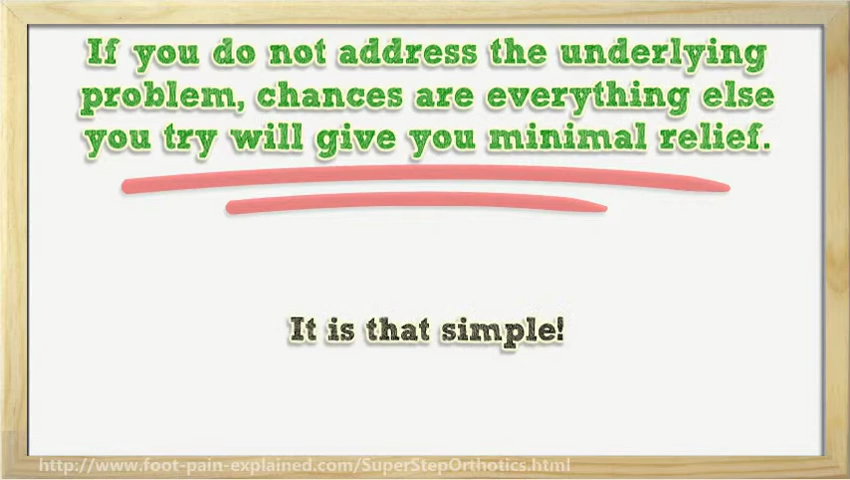 If you do not address the underlying
problem, chances are everything else
you try will give you minimal relief.
It is that simple!
http://www.foot-pain-explained.com/SuperStepOrthotics.html